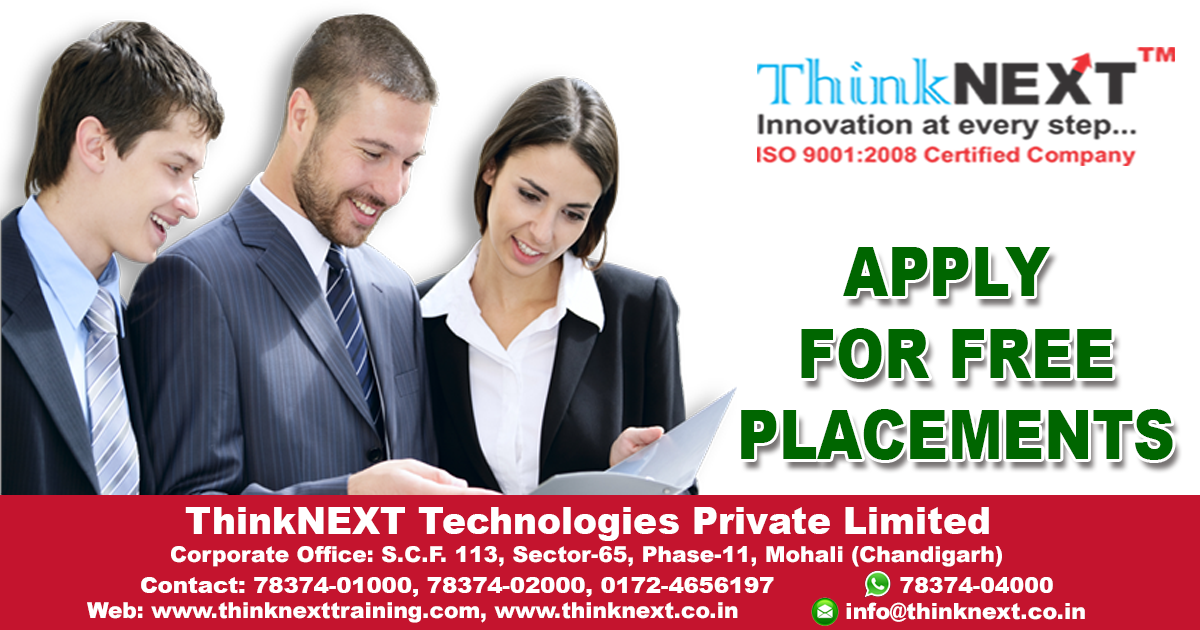 ThinkNEXT™
Innovation at every step...
ISO 9001:2008 Certified Company
APPLY
FOR FREE
PLACEMENTS
ThinkNEXT Technologies Private Limited
Corporate Office: S.C.F. 113, Sector-65, Phase-11, Mohali (Chandigarh)
Contact: 78374-01000, 78374-02000, 0172-4656197 78374-04000
Web: www.thinknexttraining.com, www.thinknext.co.in info@thinknext.co.in